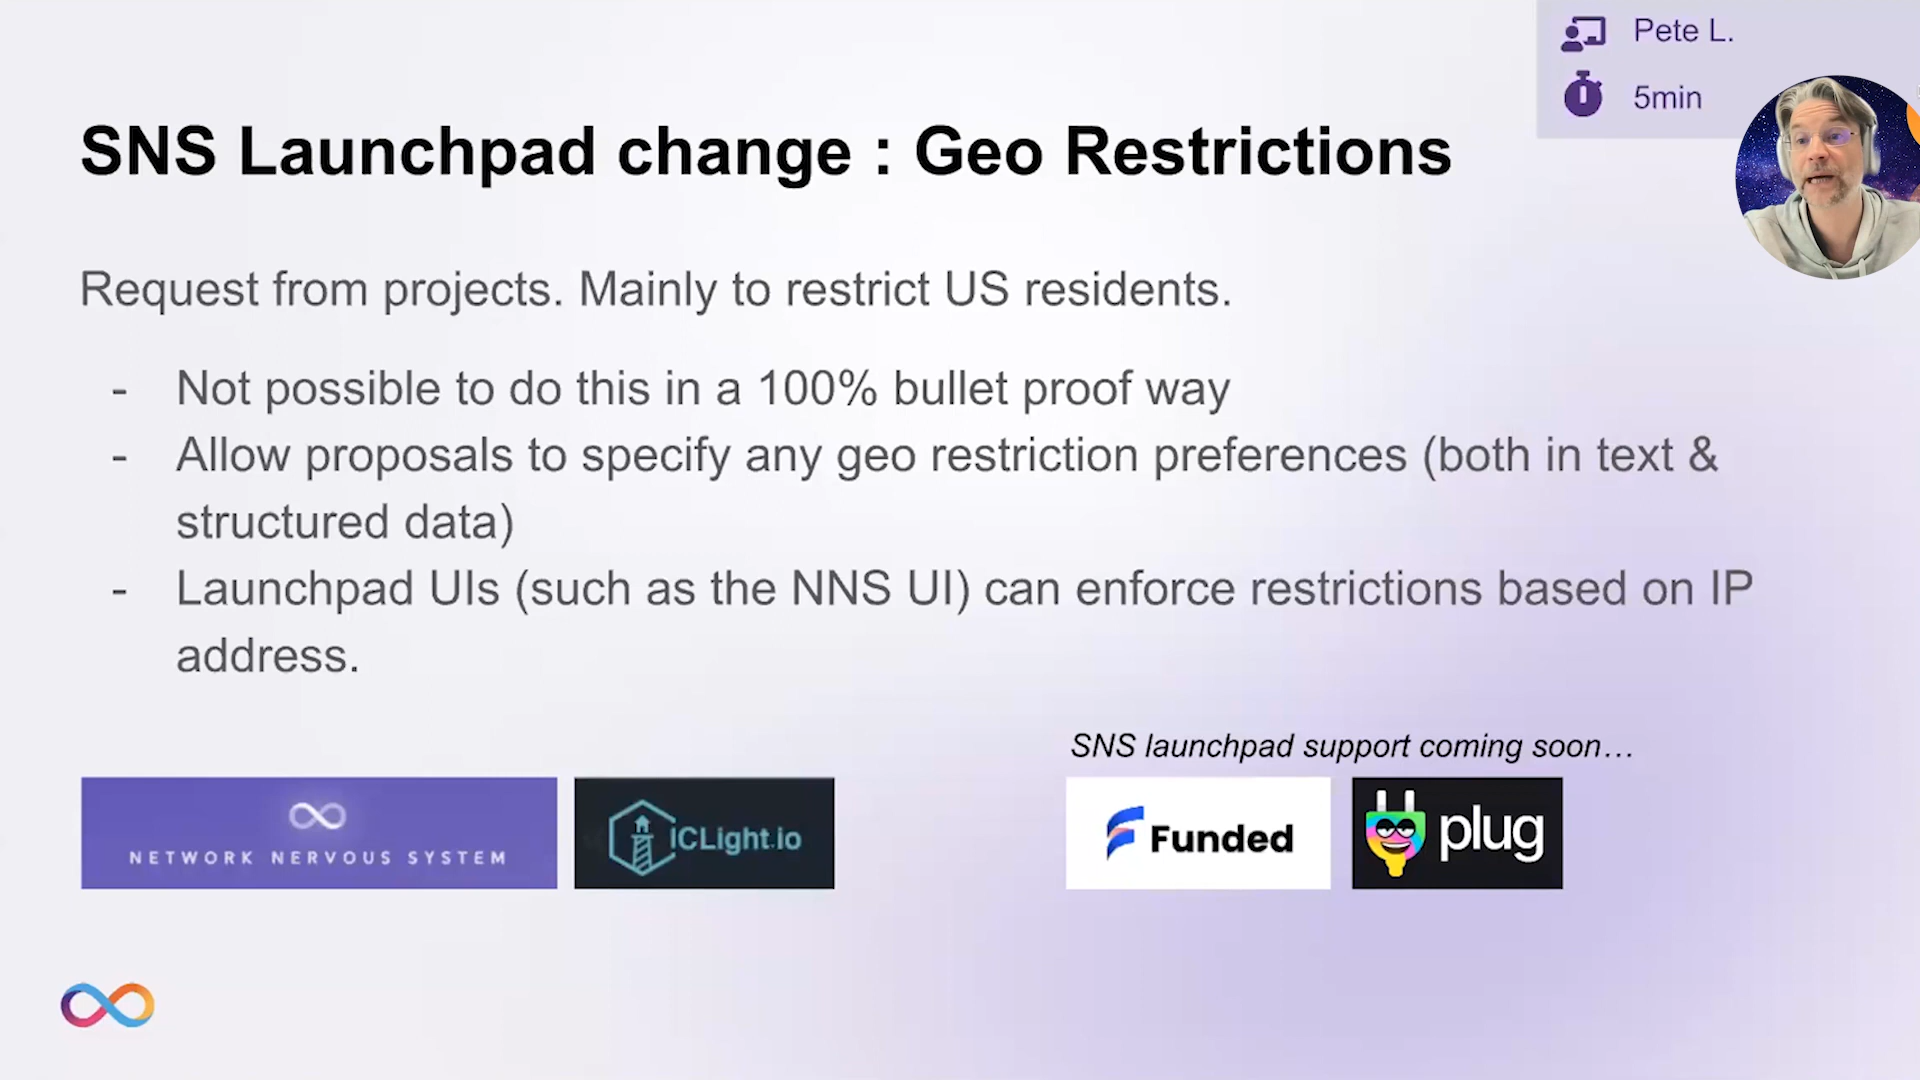 Pete L.
5min
SNS Launchpad change : Geo Restrictions
Request from projects. Mainly to restrict US residents.
- Not possible to do this in a 100% bullet proof way
- Allow proposals to specify any geo restriction preferences (both in text &
structured data)
- Launchpad UIs (such as the NNS UI) can enforce restrictions based on IP
address.
SNS launchpad support coming soon…
NETWORK NERVOUS SYSTEM
ICLight.io
Funded
plug